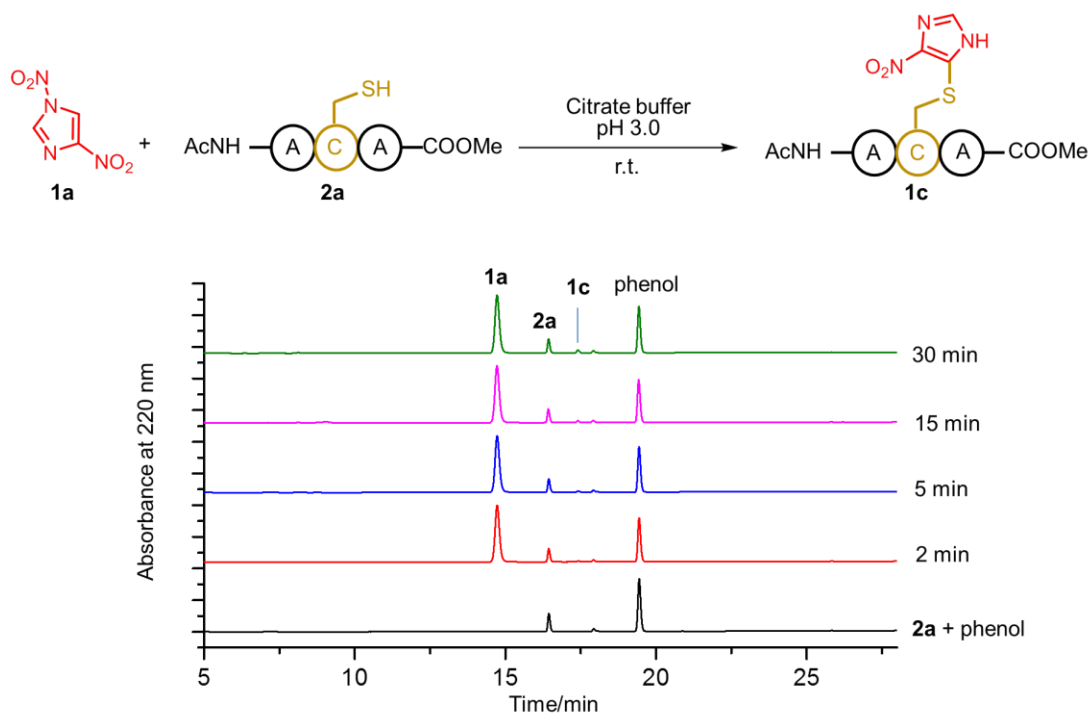 O₂N
N
N
NO₂
1a
+
SH
AcNH
A
C
A
COOMe
2a
Citrate buffer
pH 3.0
r.t.
N
NH
O₂N
S
AcNH
A
C
A
COOMe
1c
1a
2a
1c
phenol
30 min
15 min
5 min
2 min
2a + phenol
Absorbance at 220 nm
5
10
15
20
25
Time/min